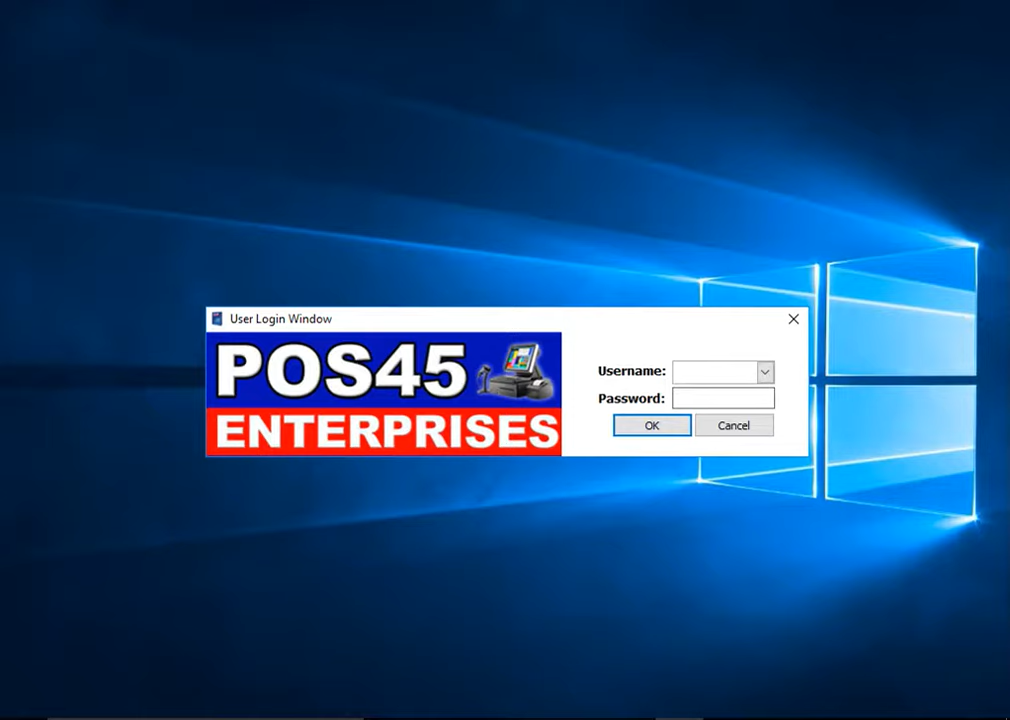 User Login Window
POS45
ENTERPRISES
Username:
Password:
OK
Cancel